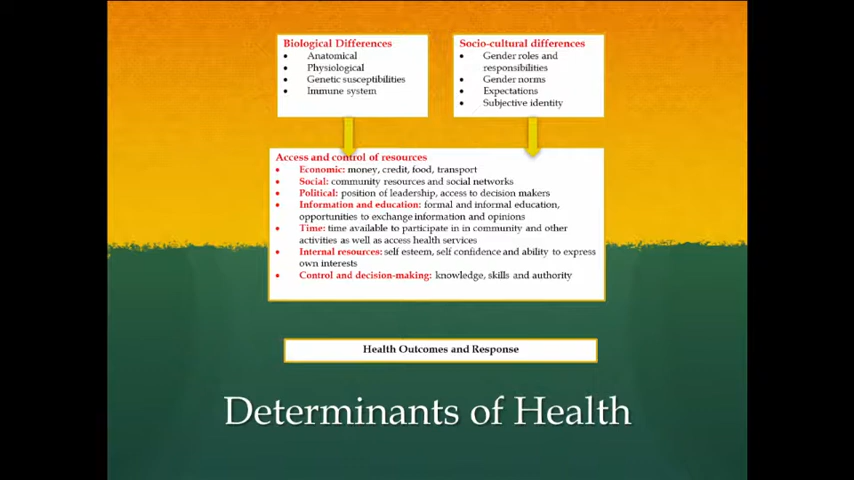 Biological Differences
• Anatomical
• Physiological
• Genetic susceptibilities
• Immune system
Socio-cultural differences
• Gender roles and
responsibilities
• Gender norms
• Expectations
• Subjective identity
Access and control of resources
• Economic: money, credit, food, transport
• Social: community resources and social networks
• Political: position of leadership, access to decision makers
• Information and education: formal and informal education,
opportunities to exchange information and opinions
• Time: time available to participate in in community and other
activities as well as access health services
• Internal resources: self esteem, self confidence and ability to express
own interests
• Control and decision-making: knowledge, skills and authority
Health Outcomes and Response
Determinants of Health